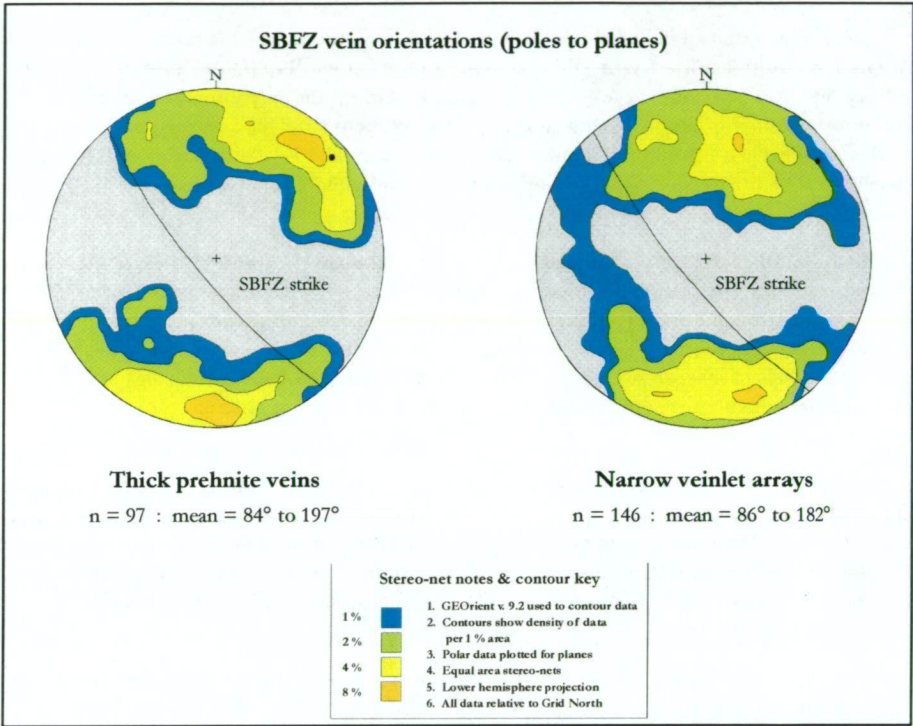 SBFZ vein orientations (poles to planes)
N
N
SBFZ strike
SBFZ strike
Thick prehnite veins
n = 97 : mean = 84° to 197°
Narrow veinlet arrays
n = 146 : mean = 86° to 182°
Stereo-net notes & contour key
1 %
2 %
4 %
8 %
1. GEOrient v. 9.2 used to contour data
2. Contours show density of data
per 1 % area
3. Polar data plotted for planes
4. Equal area stereo-nets
5. Lower hemisphere projection
6. All data relative to Grid North